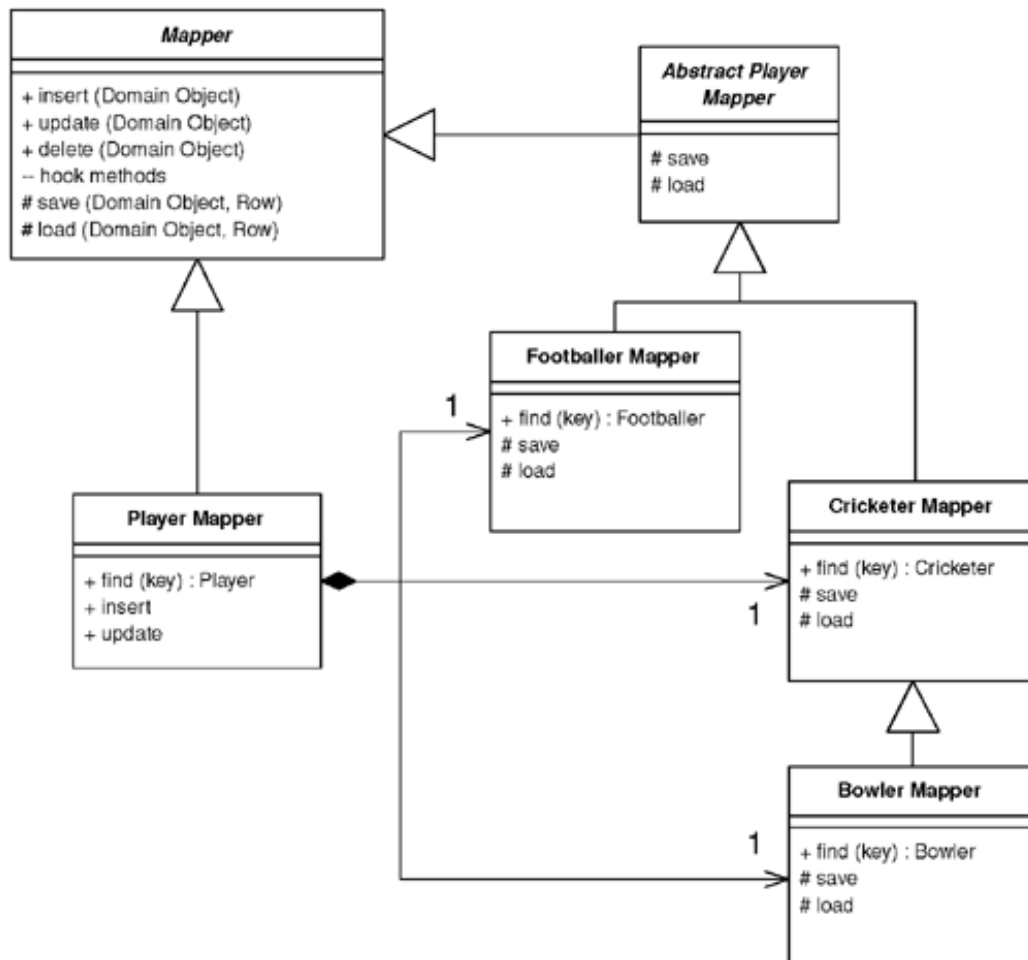 Mapper
+ insert (Domain Object)
+ update (Domain Object)
+ delete (Domain Object)
-- hook methods
# save (Domain Object, Row)
# load (Domain Object, Row)
Abstract Player
Mapper
# save
# load
Footballer Mapper
+ find (key) : Footballer
# save
# load
1
Player Mapper
+ find (key) : Player
+ insert
+ update
Cricketer Mapper
+ find (key) : Cricketer
# save
# load
1
Bowler Mapper
+ find (key) : Bowler
# save
# load
1